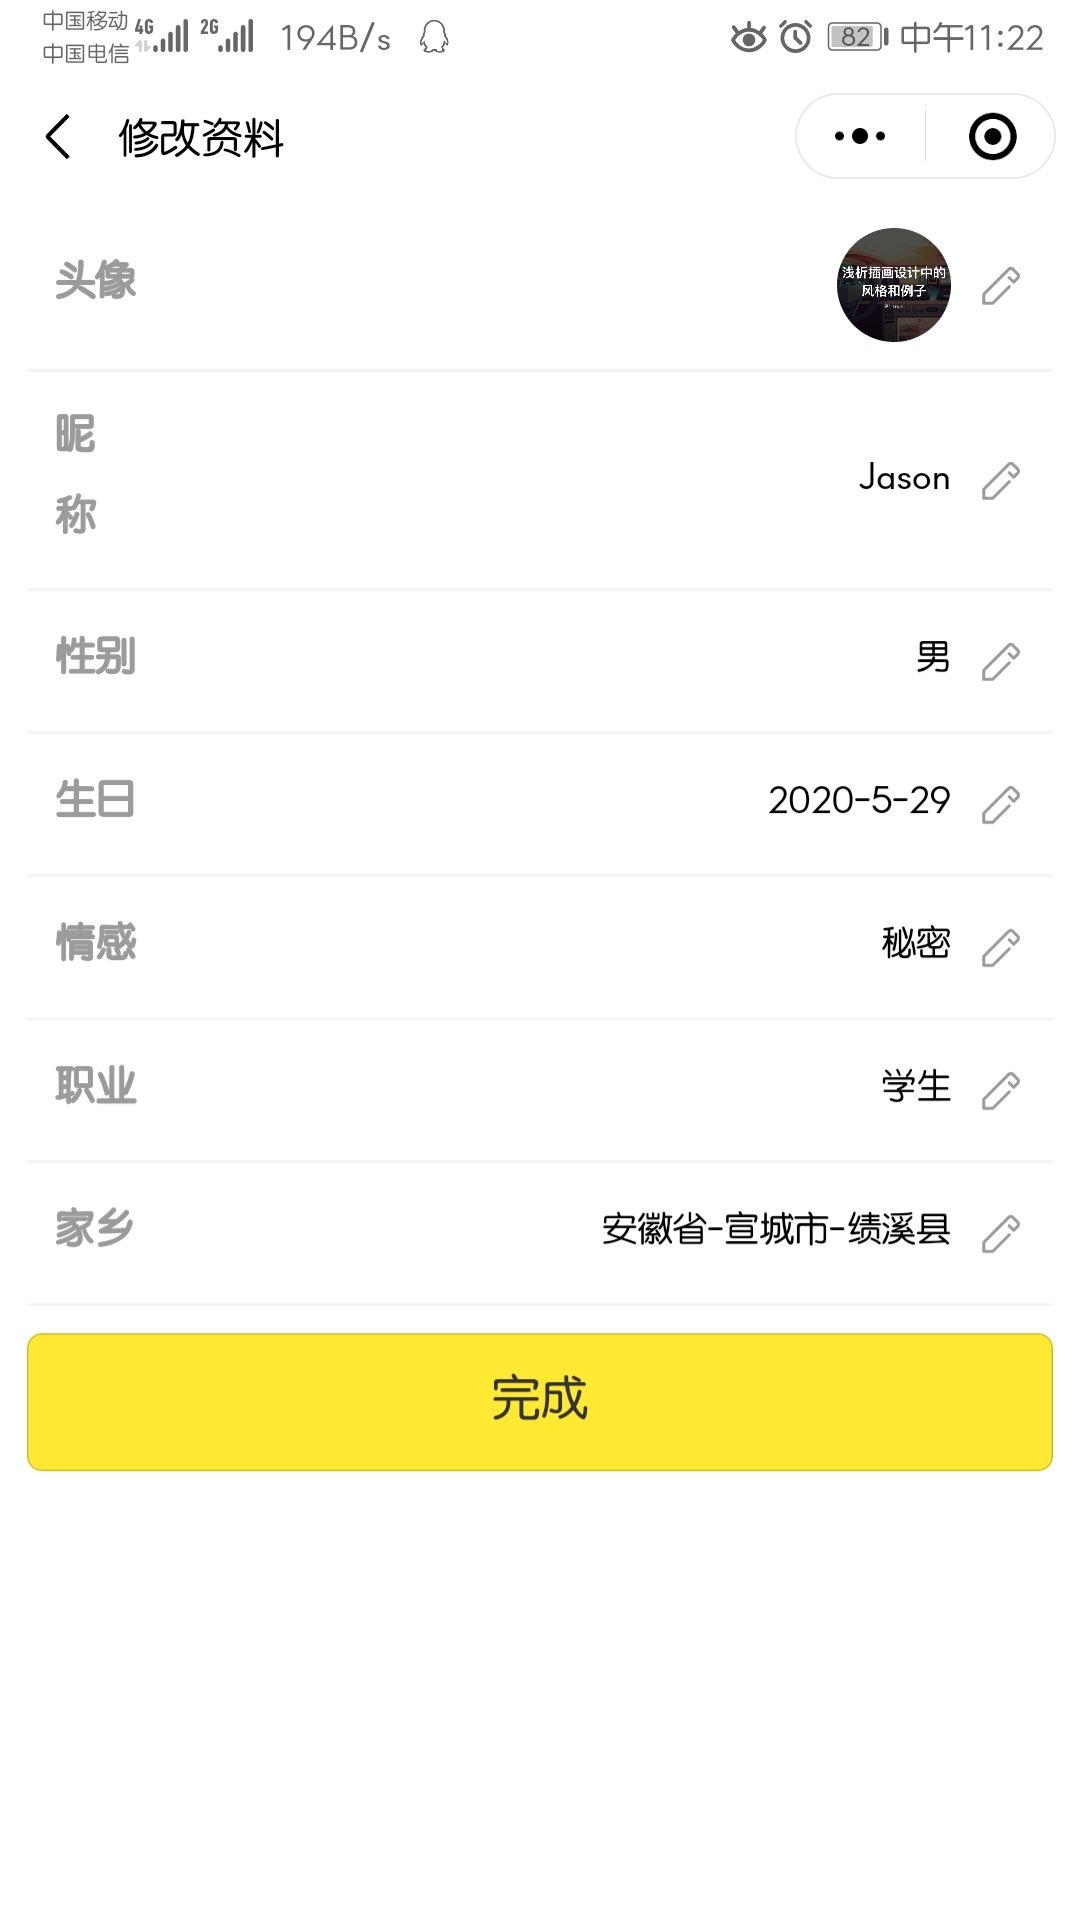 中国移动 4G 2G 194B/s 82 中午11:22
中国电信
修改资料
头像
浅析插画设计中的
风格和例子
昵
称
Jason
性别 男
生日 2020-5-29
情感 秘密
职业 学生
家乡 安徽省-宣城市-绩溪县
完成